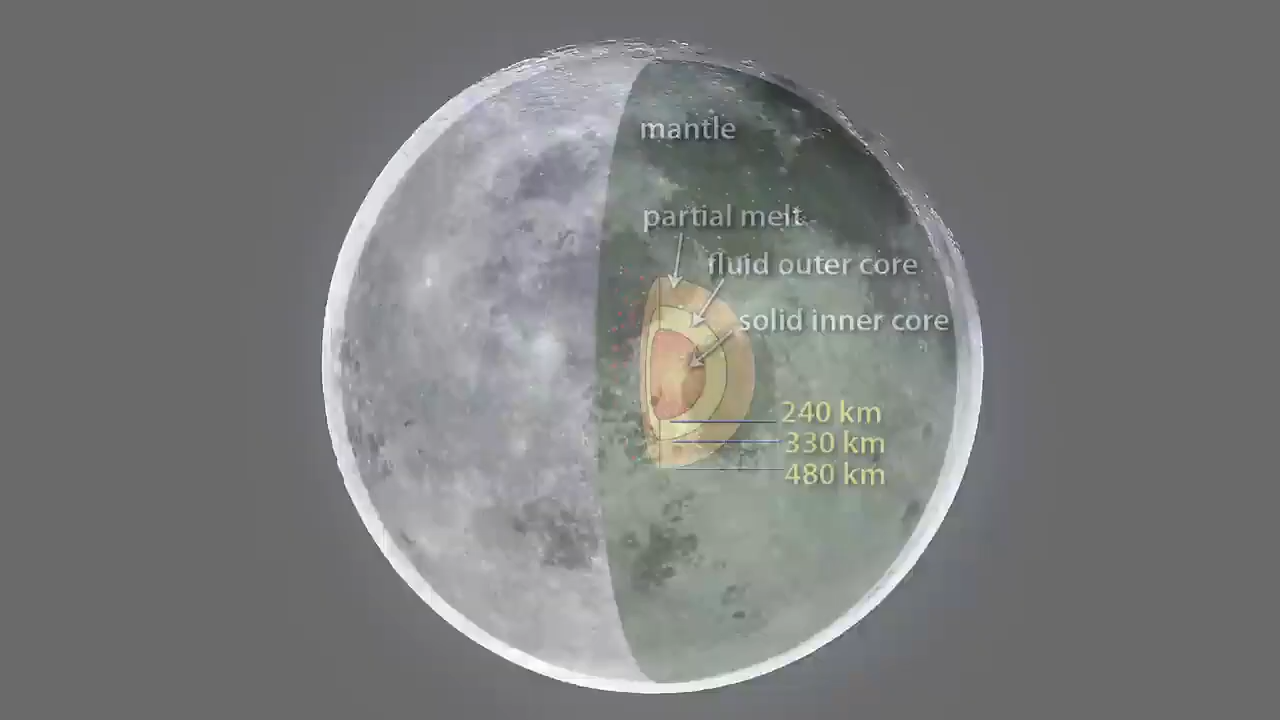 mantle
partial melt
fluid outer core
solid inner core
240 km
330 km
480 km